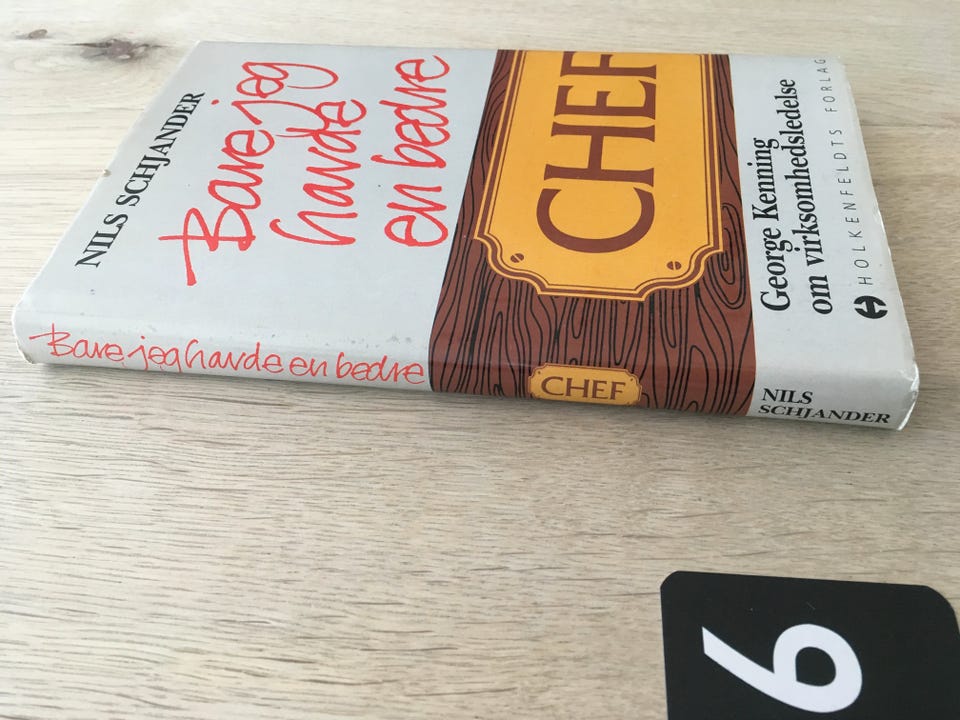 NILS SCHJANDER
Bare jeg
havde
en bedre
CHEF
George Kenning
om virksomhedsledelse
HOLKENFELDTS FORLAG
Bare jeg havde en bedre
CHEF
NILS
SCHJANDER
6